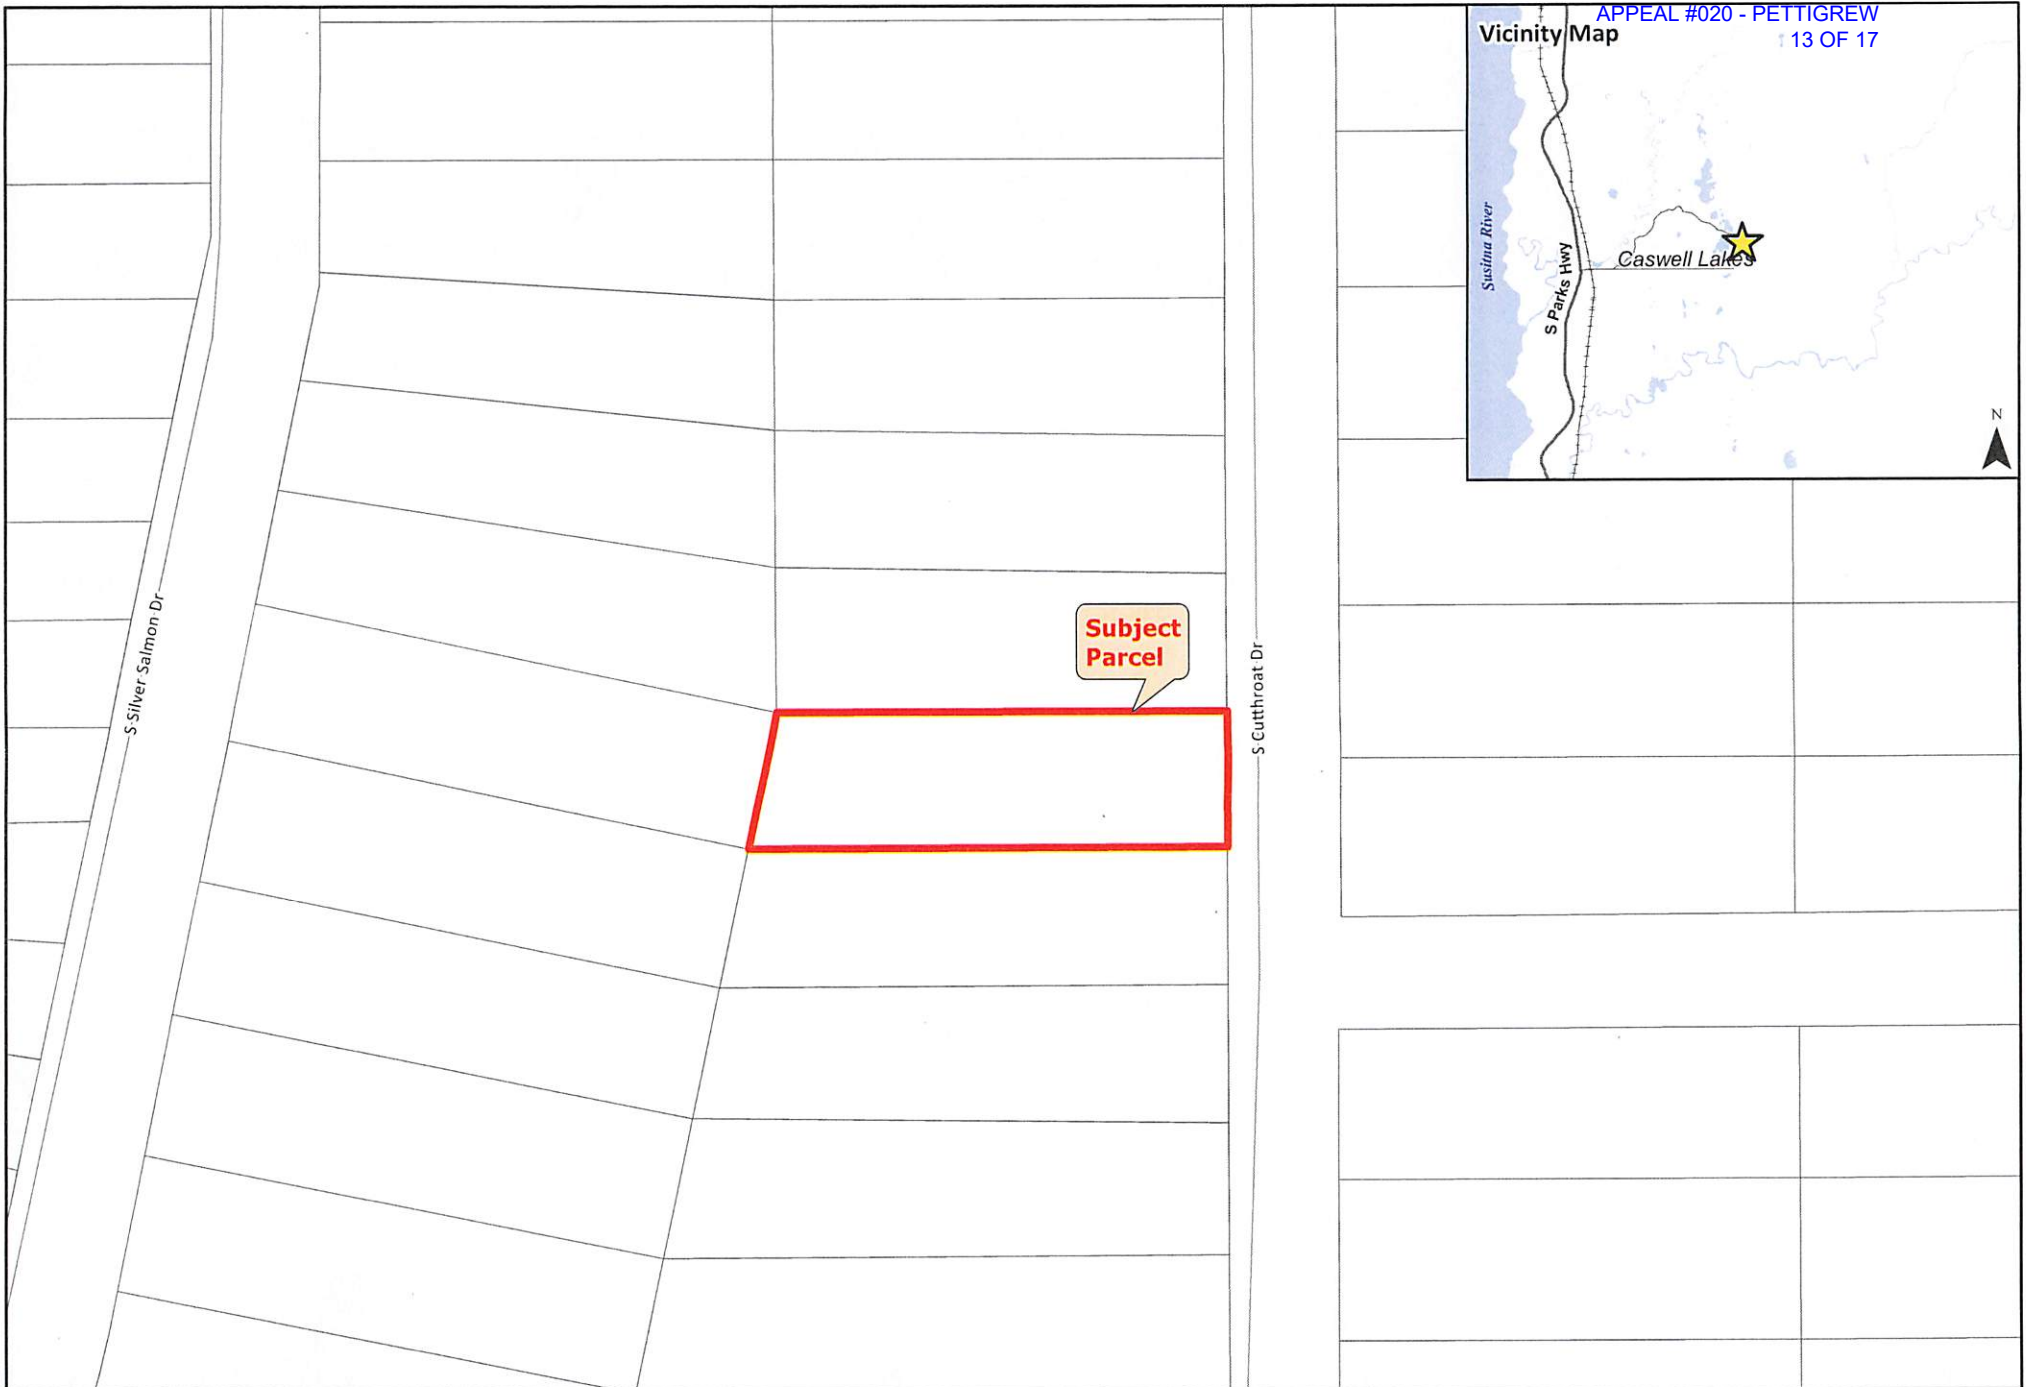 APPEAL #020 - PETTIGREW
13 OF 17
Vicinity Map
Susitna River
S Parks Hwy
Caswell Lakes
N
S Silver Salmon Dr
Subject
Parcel
S Cutthroat Dr